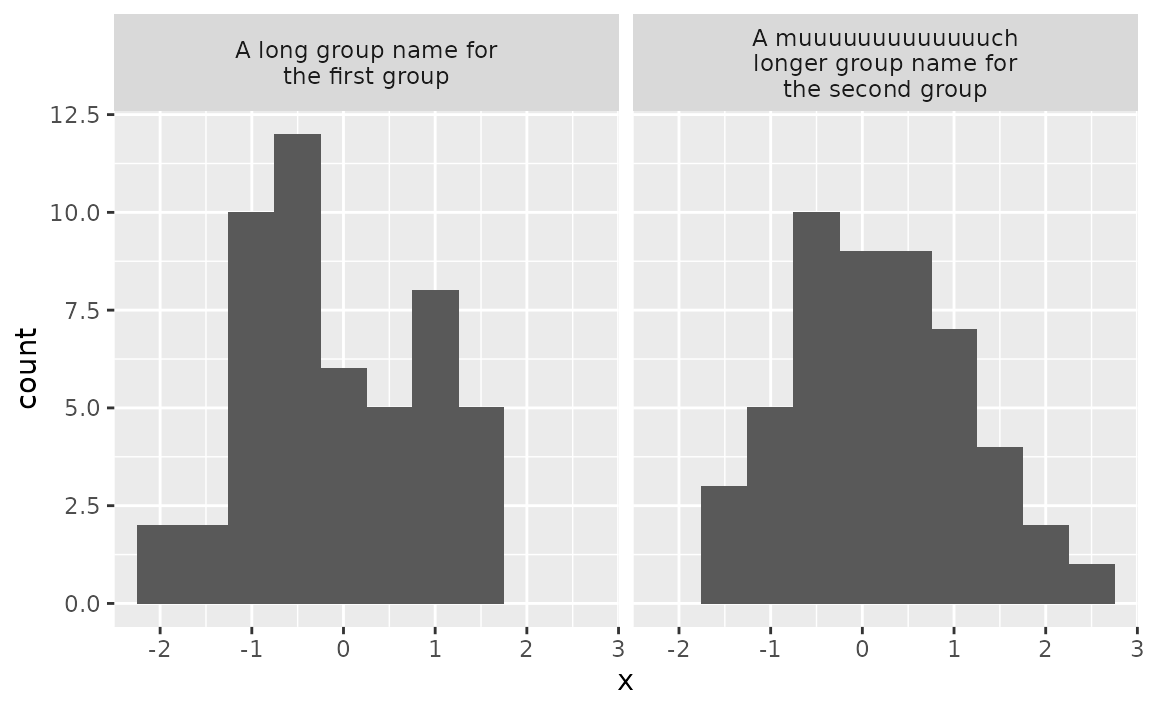 A long group name for
the first group
A muuuuuuuuuuuuuch
longer group name for
the second group
12.5
10.0
7.5
5.0
2.5
0.0
count
-2 -1 0 1 2 3
-2 -1 0 1 2 3
x